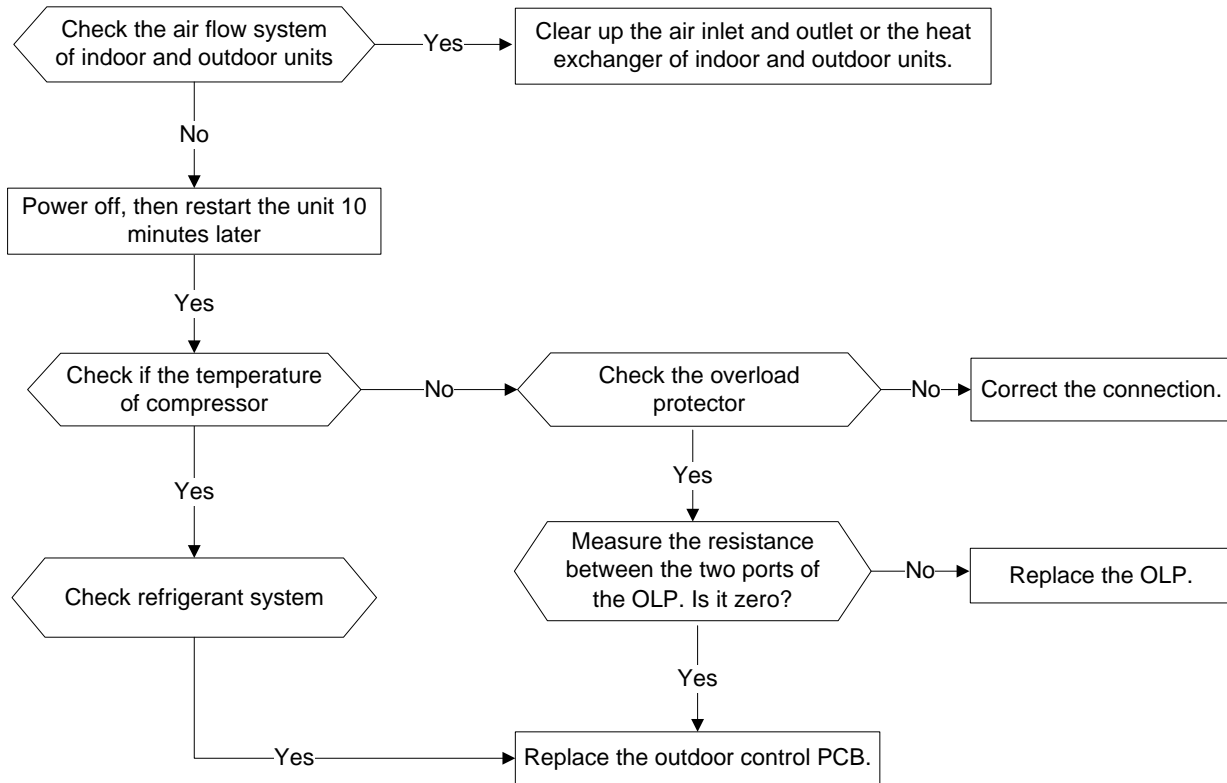 Check the air flow system
of indoor and outdoor units
Yes
Clear up the air inlet and outlet or the heat
exchanger of indoor and outdoor units.
No
Power off, then restart the unit 10
minutes later
Yes
Check if the temperature
of compressor
No
Check the overload
protector
No
Correct the connection.
Yes
Yes
Measure the resistance
between the two ports of
the OLP. Is it zero?
No
Replace the OLP.
Check refrigerant system
Yes
Yes
Replace the outdoor control PCB.